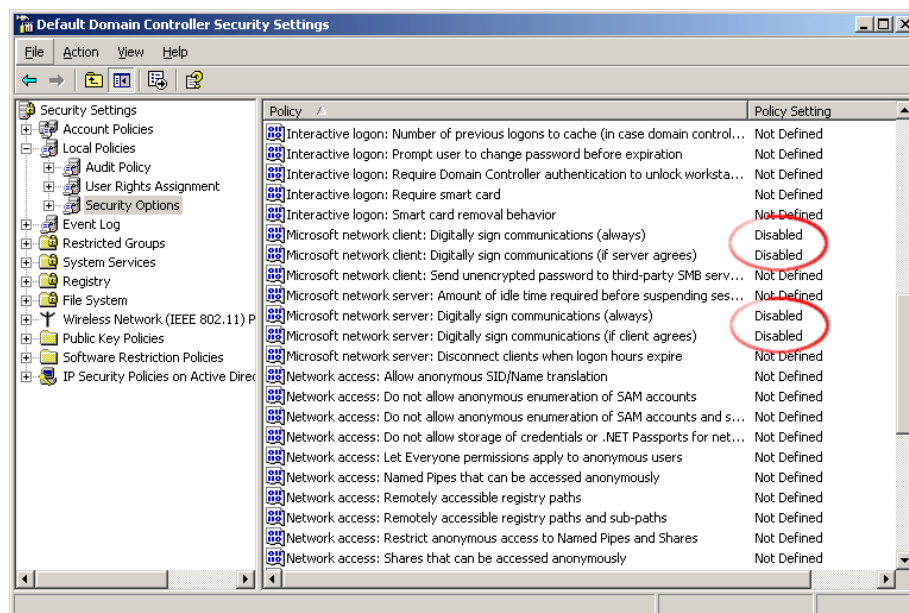 Default Domain Controller Security Settings
File Action View Help
Security Settings
Account Policies
Local Policies
Audit Policy
User Rights Assignment
Security Options
Event Log
Restricted Groups
System Services
Registry
File System
Wireless Network (IEEE 802.11) P
Public Key Policies
Software Restriction Policies
IP Security Policies on Active Direc
Policy Policy Setting
Interactive logon: Number of previous logons to cache (in case domain control... Not Defined
Interactive logon: Prompt user to change password before expiration Not Defined
Interactive logon: Require Domain Controller authentication to unlock worksta... Not Defined
Interactive logon: Require smart card Not Defined
Interactive logon: Smart card removal behavior Not Defined
Microsoft network client: Digitally sign communications (always) Disabled
Microsoft network client: Digitally sign communications (if server agrees) Disabled
Microsoft network client: Send unencrypted password to third-party SMB serv... Not Defined
Microsoft network server: Amount of idle time required before suspending ses... Not Defined
Microsoft network server: Digitally sign communications (always) Disabled
Microsoft network server: Digitally sign communications (if client agrees) Disabled
Microsoft network server: Disconnect clients when logon hours expire Not Defined
Network access: Allow anonymous SID/Name translation Not Defined
Network access: Do not allow anonymous enumeration of SAM accounts Not Defined
Network access: Do not allow anonymous enumeration of SAM accounts and s... Not Defined
Network access: Do not allow storage of credentials or .NET Passports for net... Not Defined
Network access: Let Everyone permissions apply to anonymous users Not Defined
Network access: Named Pipes that can be accessed anonymously Not Defined
Network access: Remotely accessible registry paths Not Defined
Network access: Remotely accessible registry paths and sub-paths Not Defined
Network access: Restrict anonymous access to Named Pipes and Shares Not Defined
Network access: Shares that can be accessed anonymously Not Defined